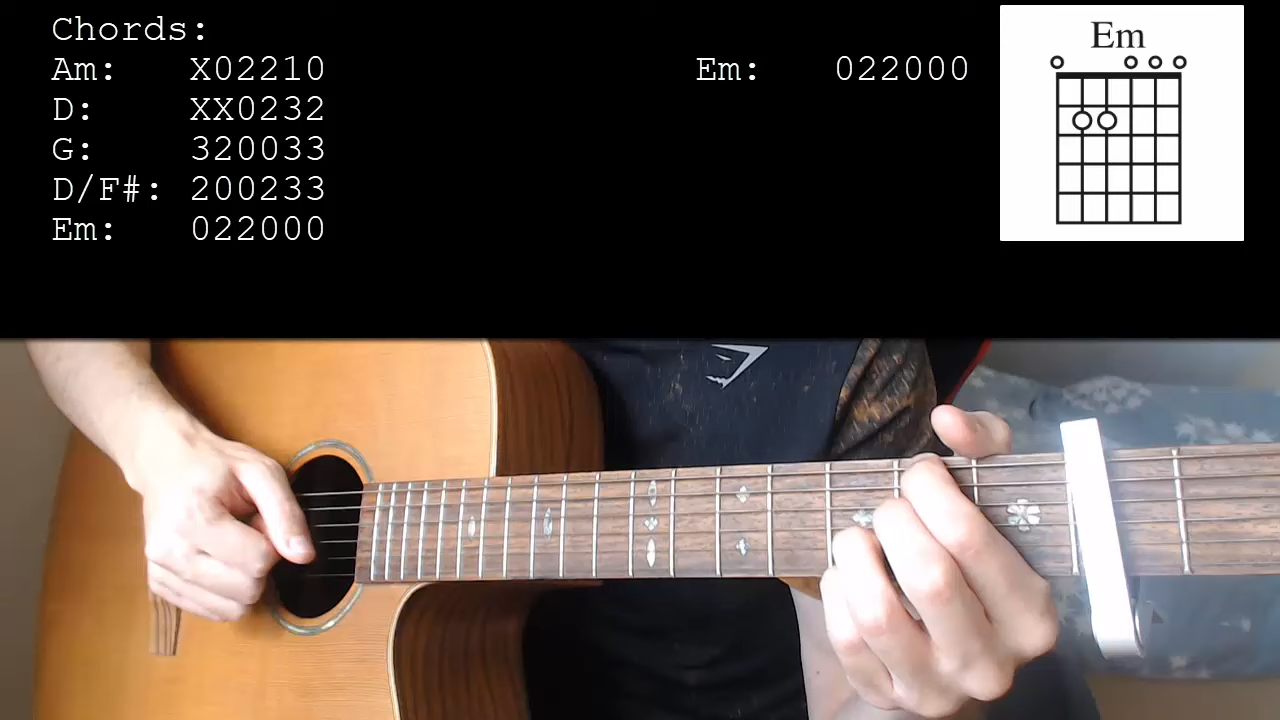 Chords:
Am: X02210
D: XX0232
G: 320033
D/F#: 200233
Em: 022000
Em: 022000
Em